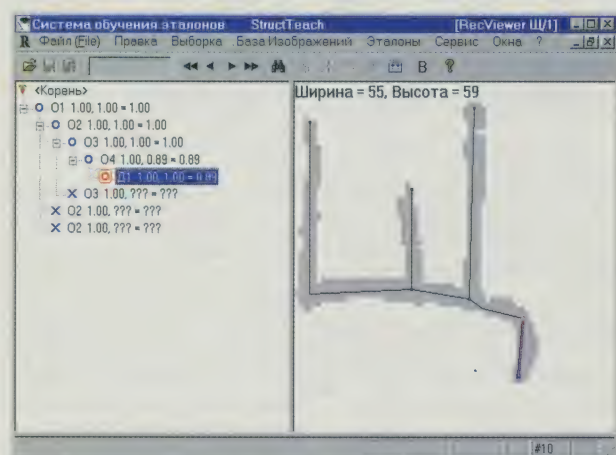 Система обучения эталонов StructTeach [RecViewer Ш/1]
R Файл (File) Правка Выборка База Изображений Эталоны Сервис Окна ?
B ?
<Корень>
O1 1.00, 1.00 = 1.00
O2 1.00, 1.00 = 1.00
O3 1.00, 1.00 = 1.00
O4 1.00, 0.89 = 0.89
Д1 1.00, 1.00 = 0.89
O3 1.00, ??? = ???
O2 1.00, ??? = ???
O2 1.00, ??? = ???
Ширина = 55, Высота = 59
#10